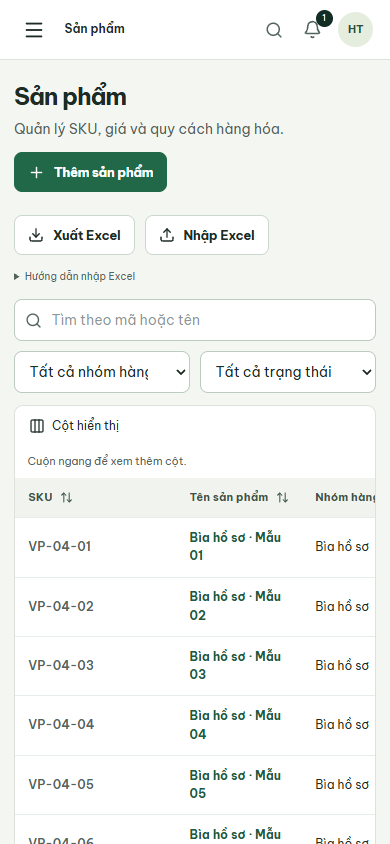 Sản phẩm
1
HT
Sản phẩm
Quản lý SKU, giá và quy cách hàng hóa.
Thêm sản phẩm
Xuất Excel
Nhập Excel
Hướng dẫn nhập Excel
Tìm theo mã hoặc tên
Tất cả nhóm hàng
Tất cả trạng thái
Cột hiển thị
Cuộn ngang để xem thêm cột.
SKU
Tên sản phẩm
Nhóm hàng
VP-04-01
Bìa hồ sơ · Mẫu
01
Bìa hồ sơ
VP-04-02
Bìa hồ sơ · Mẫu
02
Bìa hồ sơ
VP-04-03
Bìa hồ sơ · Mẫu
03
Bìa hồ sơ
VP-04-04
Bìa hồ sơ · Mẫu
04
Bìa hồ sơ
VP-04-05
Bìa hồ sơ · Mẫu
05
Bìa hồ sơ
VP-04-06
Bìa hồ sơ · Mẫu
Bìa hồ sơ